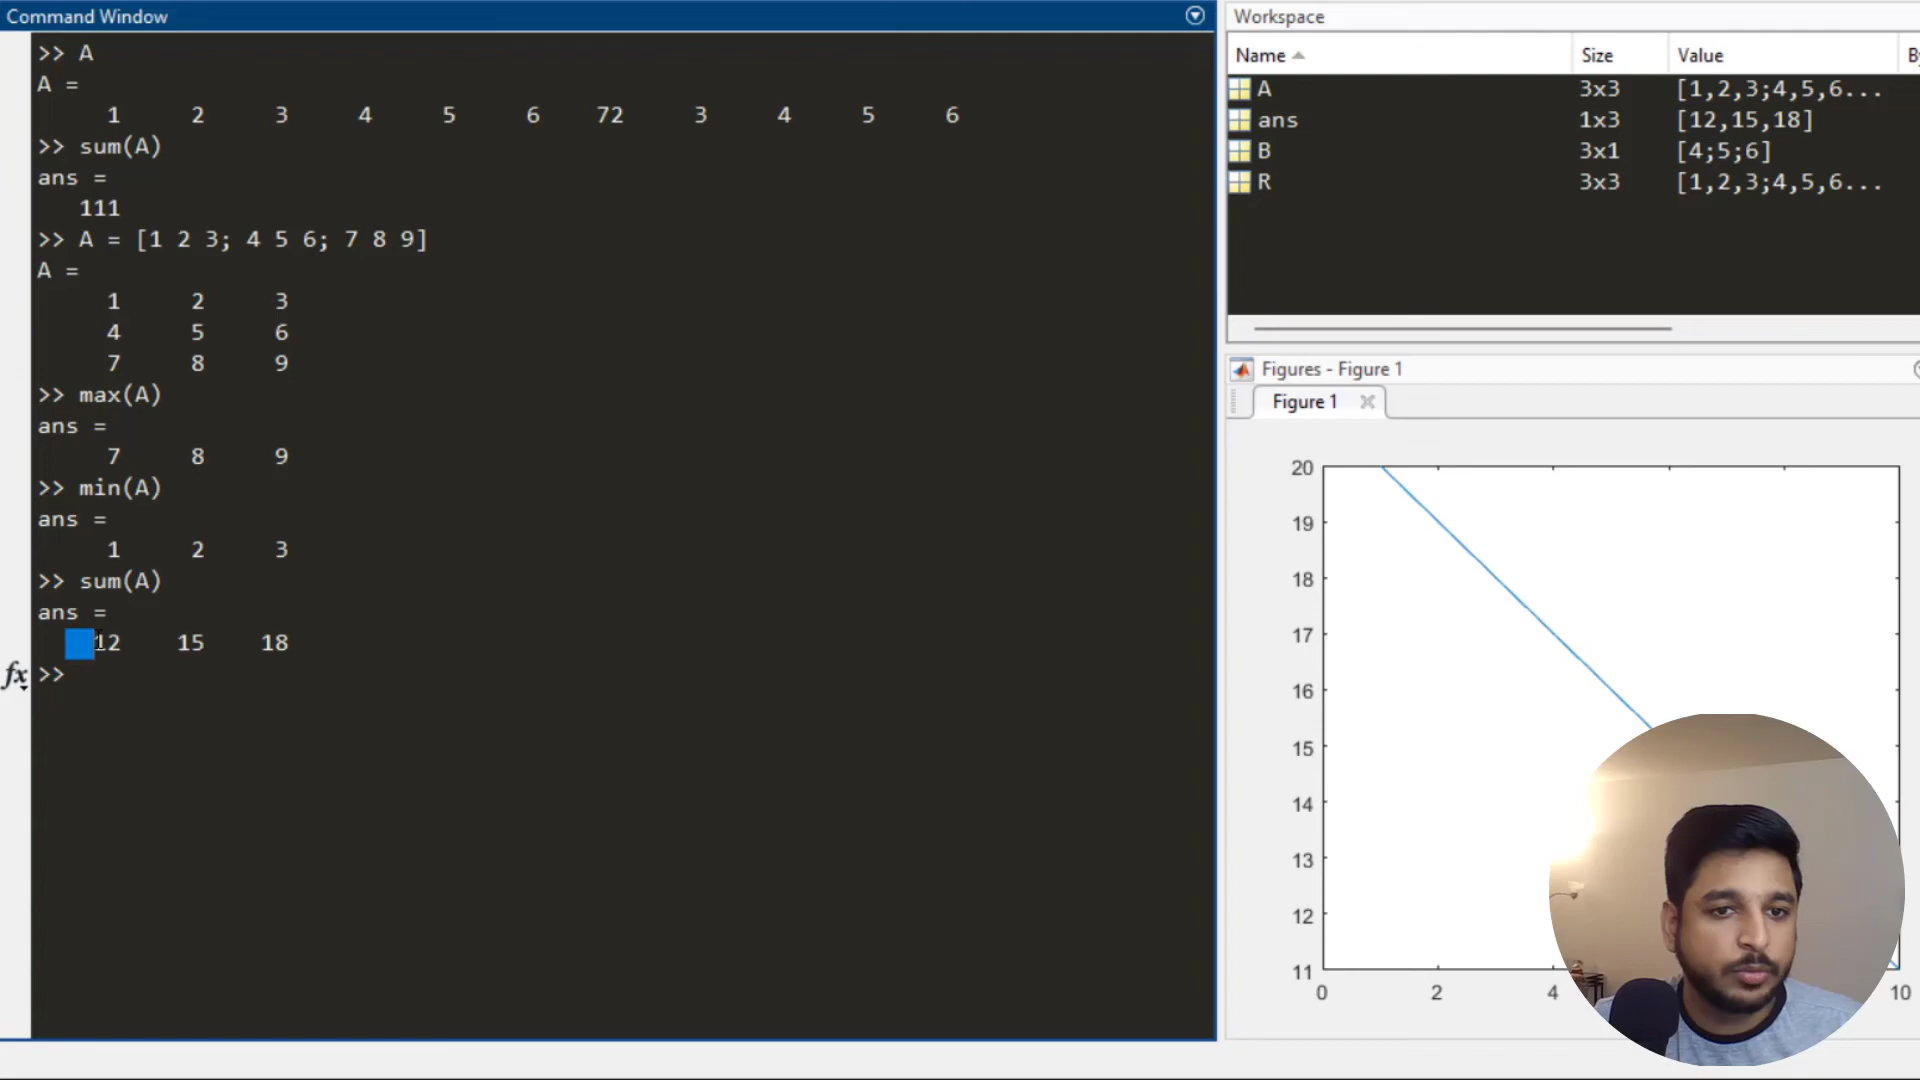 Command Window
>> A
A =
1 2 3 4 5 6 72 3 4 5 6
>> sum(A)
ans =
111
>> A = [1 2 3; 4 5 6; 7 8 9]
A =
1 2 3
4 5 6
7 8 9
>> max(A)
ans =
7 8 9
>> min(A)
ans =
1 2 3
>> sum(A)
ans =
12 15 18
fx >>
Workspace
Name Size Value
A 3x3 [1,2,3;4,5,6...
ans 1x3 [12,15,18]
B 3x1 [4;5;6]
R 3x3 [1,2,3;4,5,6...
Figures - Figure 1
Figure 1
20
19
18
17
16
15
14
13
12
11
0 2 4 10